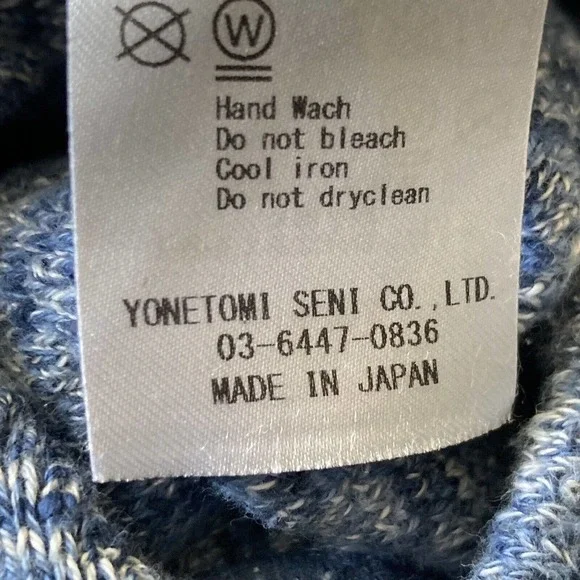 W
Hand Wach
Do not bleach
Cool iron
Do not dryclean
YONETOMI SENI CO.,LTD.
03-6447-0836
MADE IN JAPAN